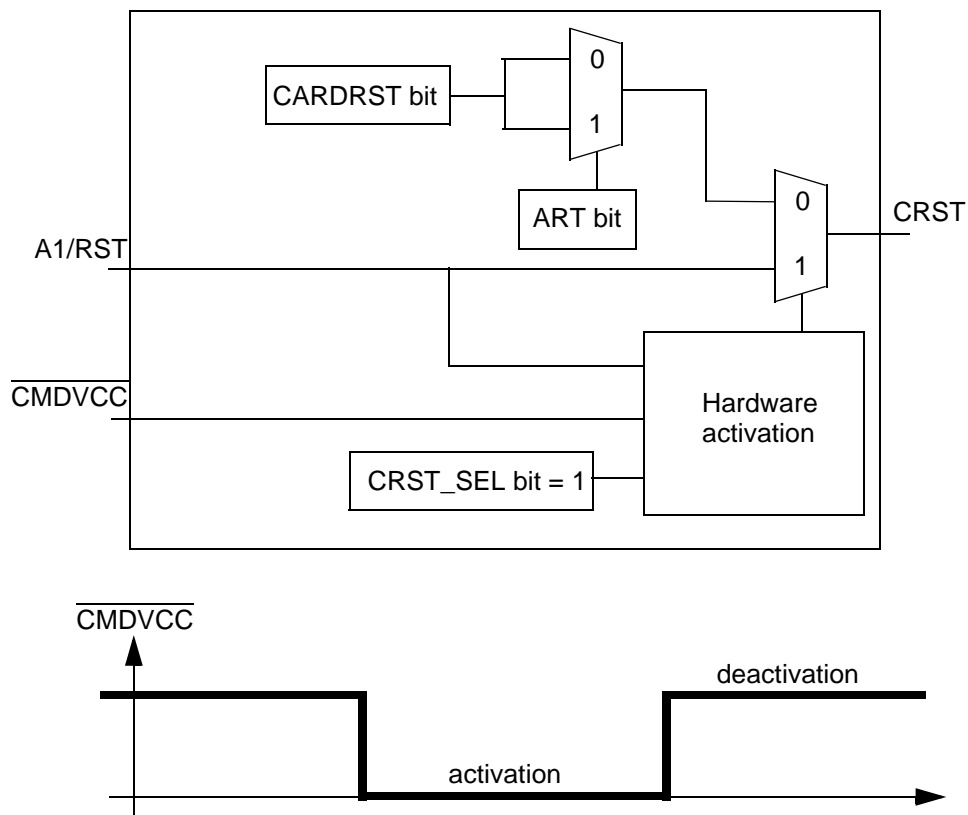 0
CARDRST bit
1
ART bit
0
CRST
A1/RST
1
CMDVCC
Hardware
activation
CRST_SEL bit = 1
CMDVCC
deactivation
activation